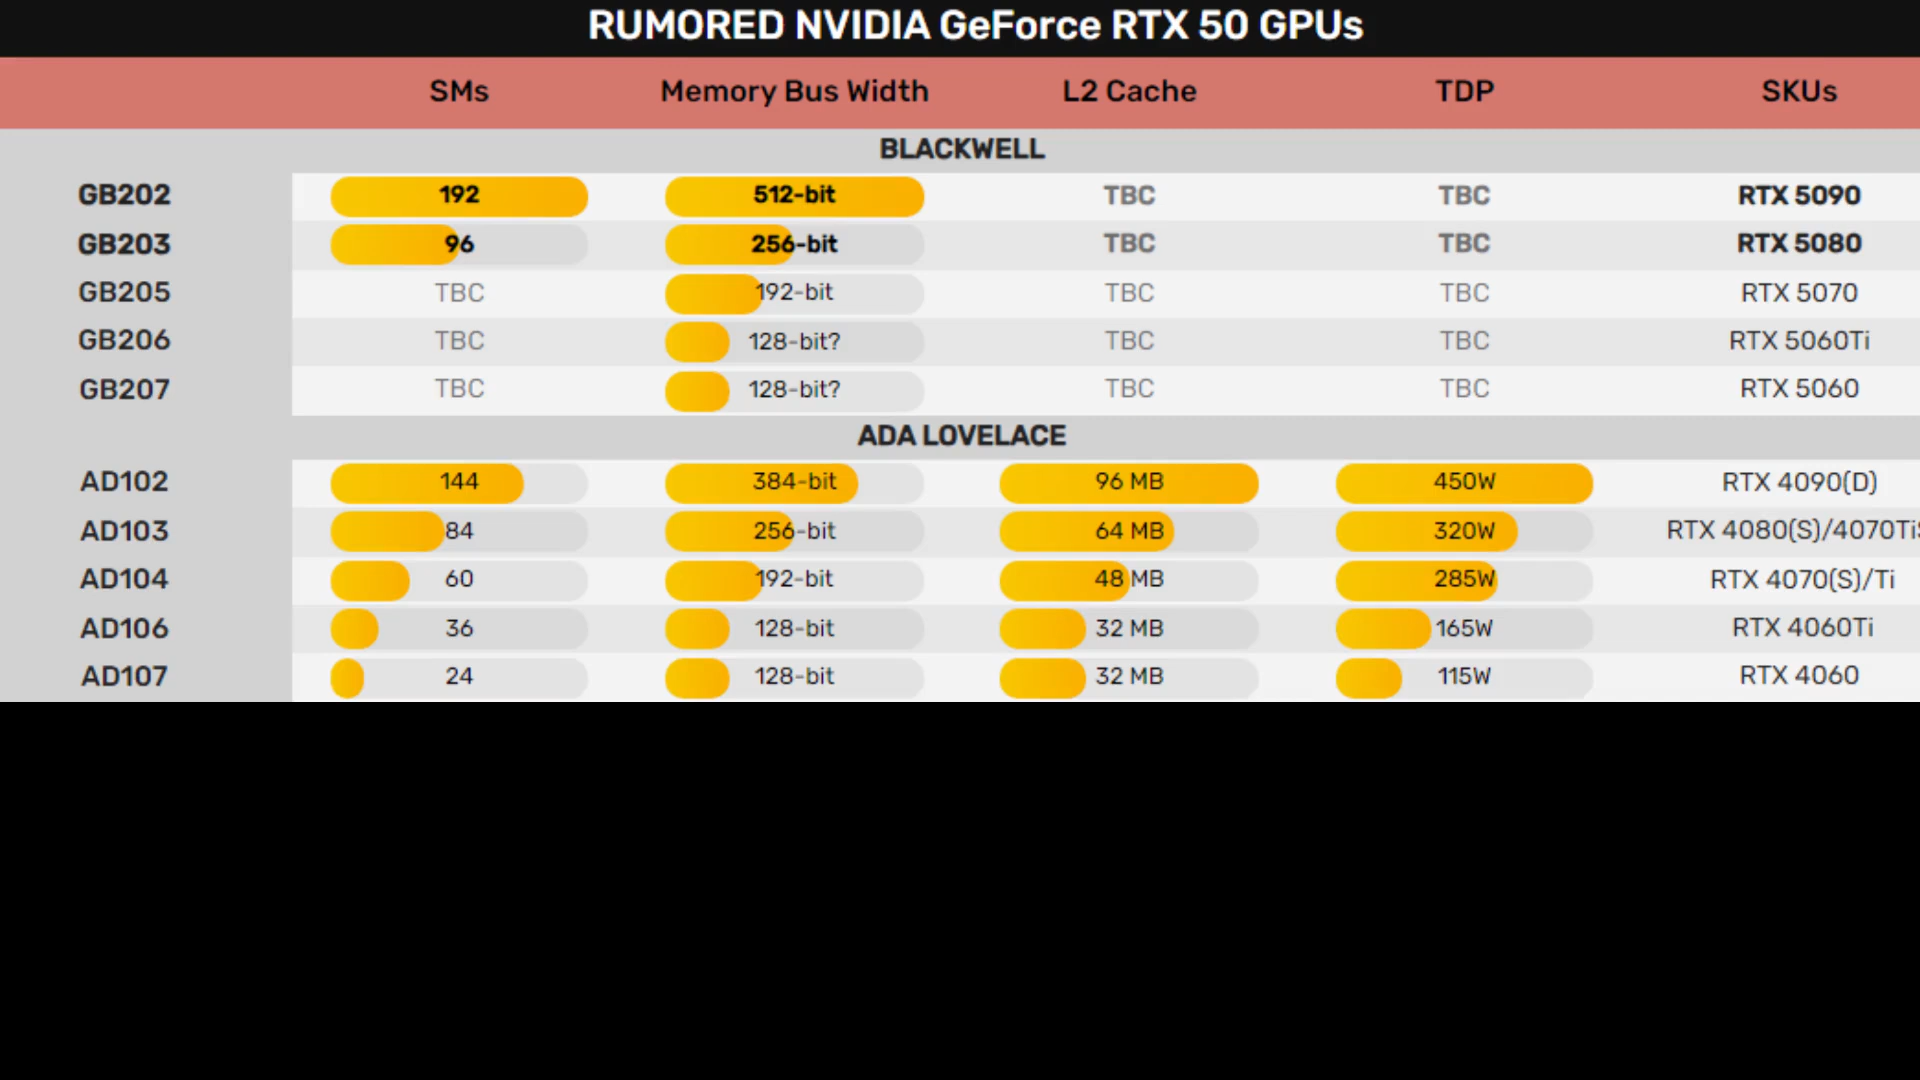 RUMORED NVIDIA GeForce RTX 50 GPUs
SMs Memory Bus Width L2 Cache TDP SKUs
BLACKWELL
GB202 192 512-bit TBC TBC RTX 5090
GB203 96 256-bit TBC TBC RTX 5080
GB205 TBC 192-bit TBC TBC RTX 5070
GB206 TBC 128-bit? TBC TBC RTX 5060Ti
GB207 TBC 128-bit? TBC TBC RTX 5060
ADA LOVELACE
AD102 144 384-bit 96 MB 450W RTX 4090(D)
AD103 84 256-bit 64 MB 320W RTX 4080(S)/4070TiS
AD104 60 192-bit 48 MB 285W RTX 4070(S)/Ti
AD106 36 128-bit 32 MB 165W RTX 4060Ti
AD107 24 128-bit 32 MB 115W RTX 4060